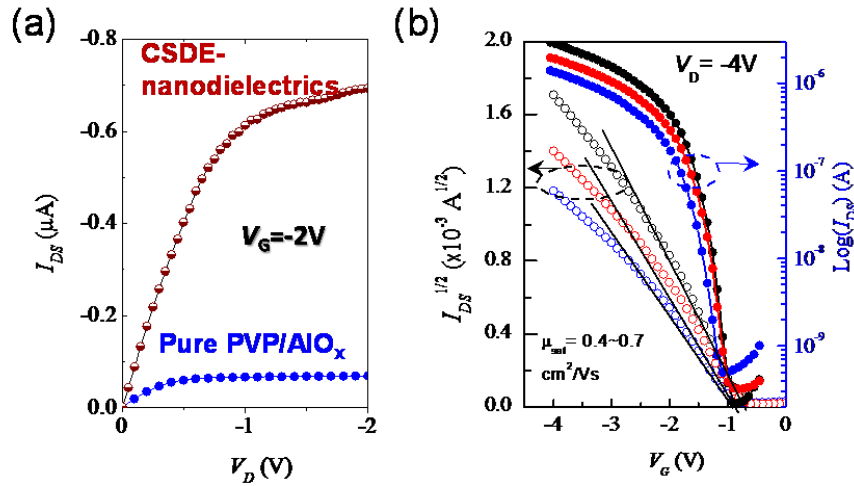 (a)
-0.8
-0.6
-0.4
-0.2
0.0
I_DS (μA)
CSDE-
nanodielectrics
V_G=-2V
Pure PVP/AlO_x
0
-1
-2
V_D (V)
(b)
2.0
1.6
1.2
0.8
0.4
0.0
I_DS^1/2 (x10^-3 A^1/2)
V_D = -4V
μ_sat = 0.4~0.7
cm^2/Vs
-4
-3
-2
-1
0
V_G (V)
10^-6
10^-7
10^-8
10^-9
Log(I_DS) (A)